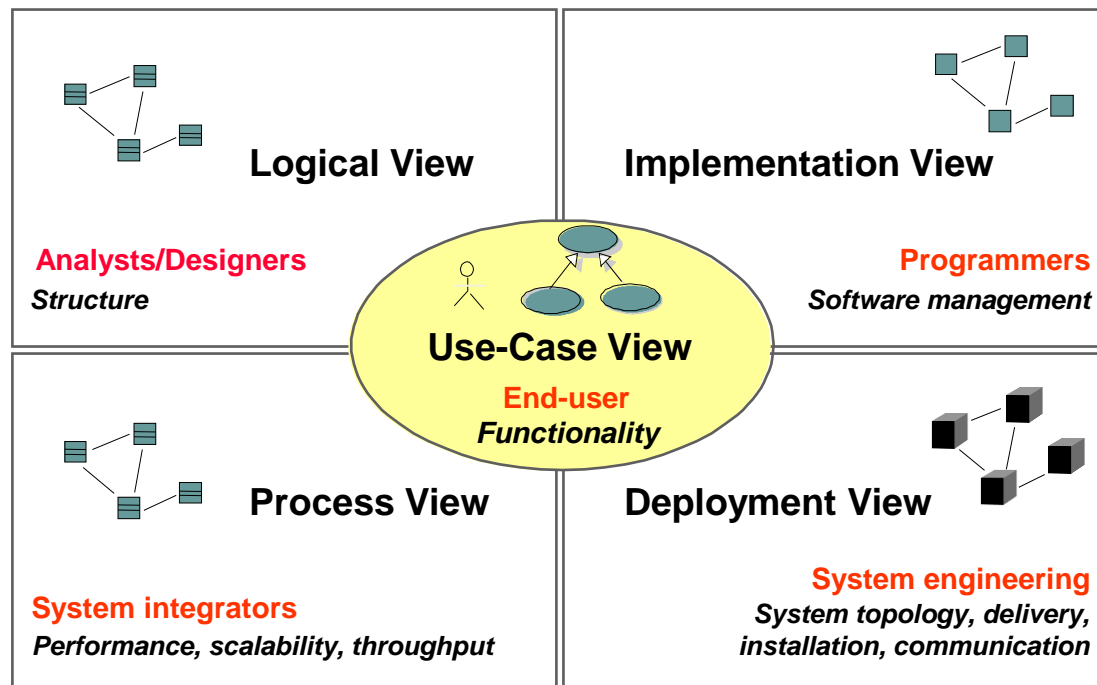 Logical View
Analysts/Designers
Structure
Implementation View
Programmers
Software management
Use-Case View
End-user
Functionality
Process View
System integrators
Performance, scalability, throughput
Deployment View
System engineering
System topology, delivery,
installation, communication